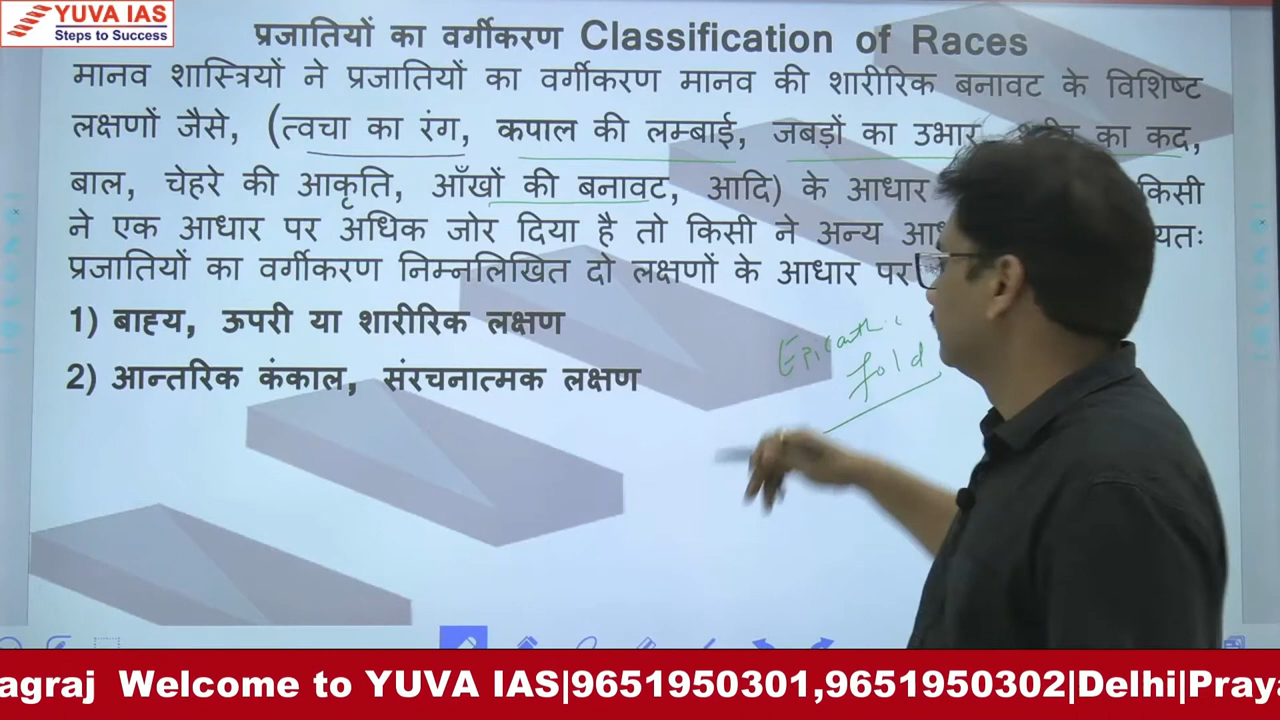 YUVA IAS
Steps to Success
प्रजातियों का वर्गीकरण Classification of Races
मानव शास्त्रियों ने प्रजातियों का वर्गीकरण मानव की शारीरिक बनावट के विशिष्ट
लक्षणों जैसे, (त्वचा का रंग, कपाल की लम्बाई, जबड़ों का उभार, का कद,
बाल, चेहरे की आकृति, आँखों की बनावट, आदि) के आधार किसी
ने एक आधार पर अधिक जोर दिया है तो किसी ने अन्य
प्रजातियों का वर्गीकरण निम्नलिखित दो लक्षणों के आधार पर
1) बाह्य, ऊपरी या शारीरिक लक्षण
2) आन्तरिक कंकाल, संरचनात्मक लक्षण
fold
agraj Welcome to YUVA IAS|9651950301,9651950302|Delhi|Praya